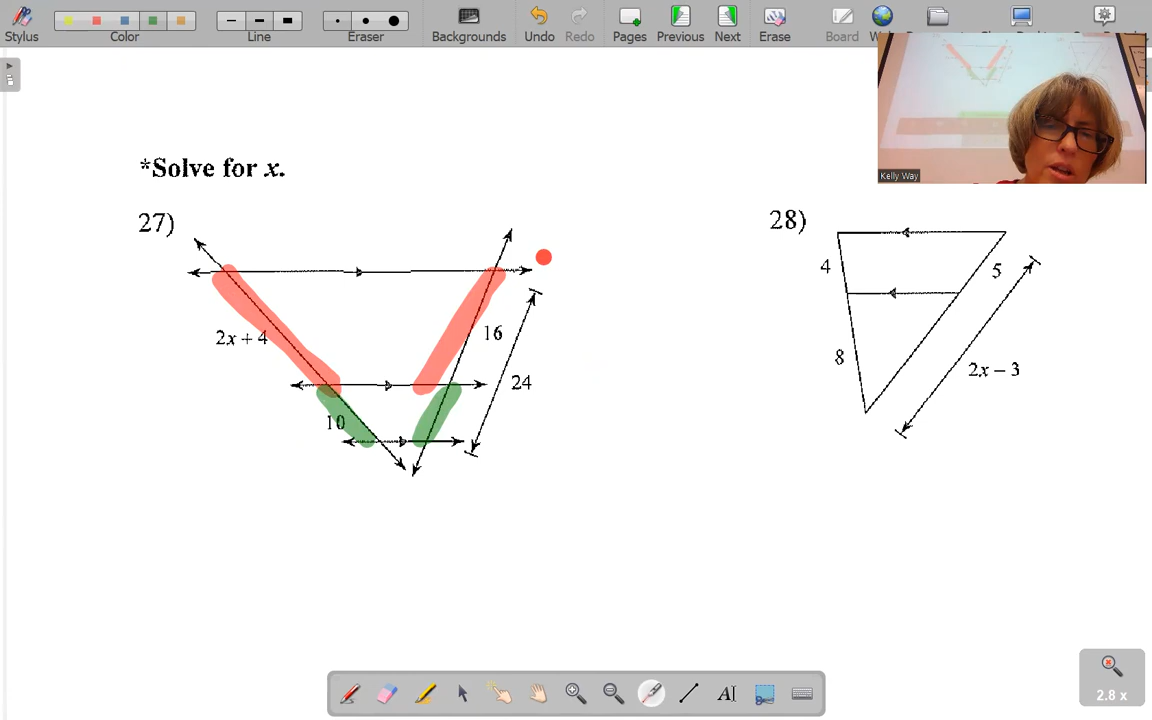 Stylus
Color
Line
Eraser
Backgrounds
Undo
Redo
Pages
Previous
Next
Erase
Board
Kelly Way
*Solve for x.
27)
2x + 4
16
24
10
28)
4
5
8
2x − 3
2.8 x